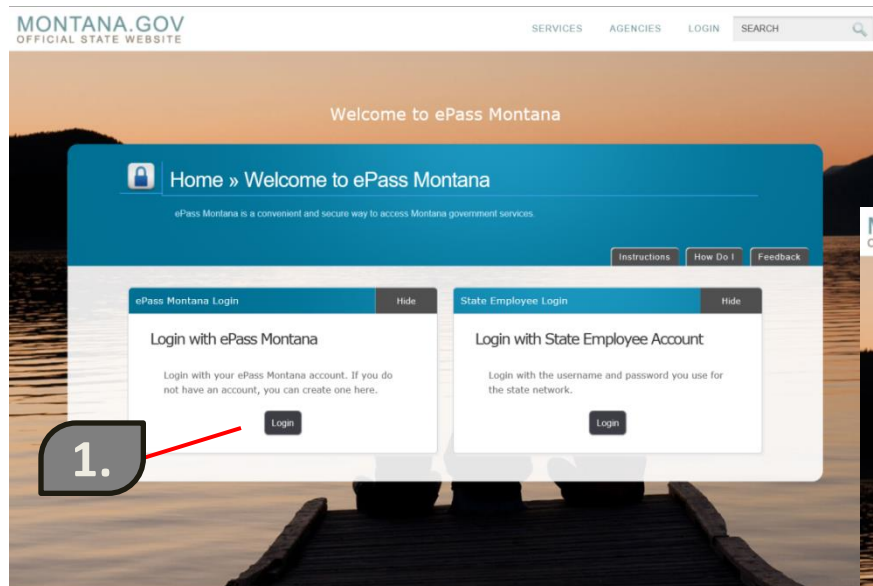 MONTANA.GOV
OFFICIAL STATE WEBSITE
SERVICES AGENCIES LOGIN SEARCH
Welcome to ePass Montana
Home » Welcome to ePass Montana
ePass Montana is a convenient and secure way to access Montana government services.
Instructions How Do I Feedback
ePass Montana Login Hide
Login with ePass Montana
Login with your ePass Montana account. If you do
not have an account, you can create one here.
Login
State Employee Login Hide
Login with State Employee Account
Login with the username and password you use for
the state network.
Login
1.